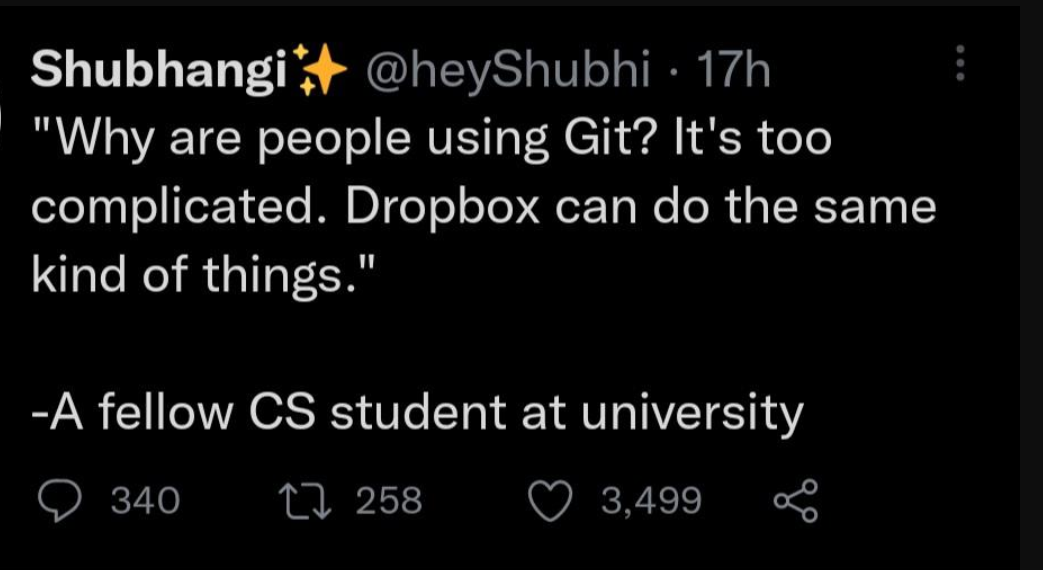 Shubhangi✨ @heyShubhi · 17h
"Why are people using Git? It's too
complicated. Dropbox can do the same
kind of things."
-A fellow CS student at university
340 258 3,499